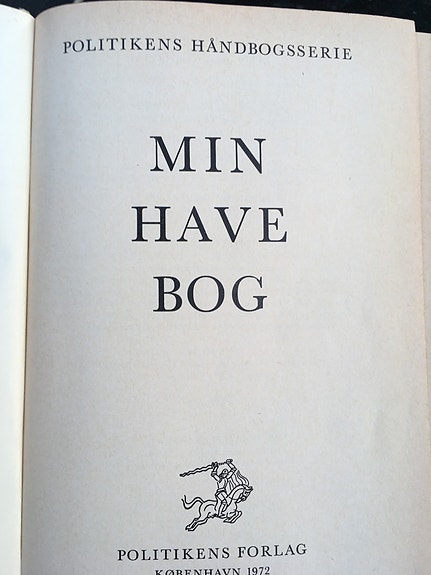 POLITIKENS HÅNDBOGSSERIE
MIN
HAVE
BOG
POLITIKENS FORLAG
KØBENHAVN 1972